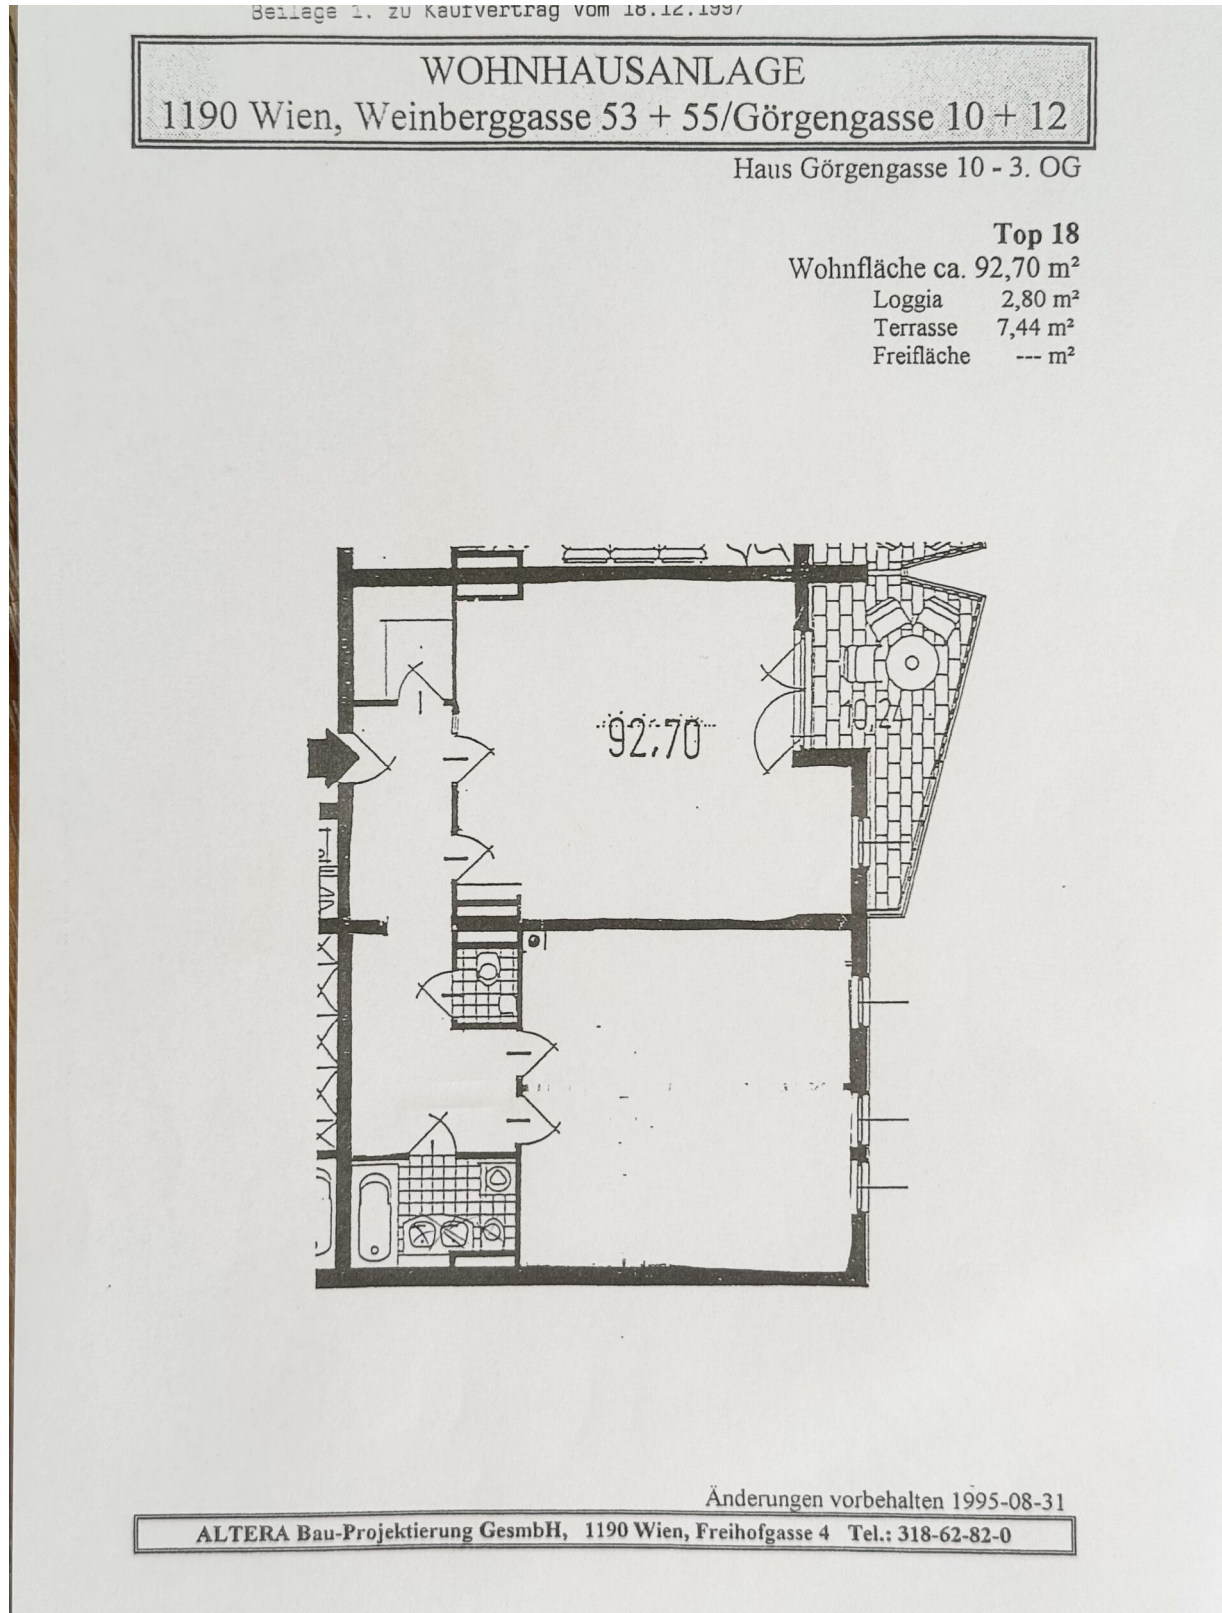 Beilage 1. zu Kaufvertrag vom 18.12.1997
WOHNHAUSANLAGE
1190 Wien, Weinberggasse 53 + 55/Görgengasse 10 + 12
Haus Görgengasse 10 - 3. OG
Top 18
Wohnfläche ca. 92,70 m²
Loggia 2,80 m²
Terrasse 7,44 m²
Freifläche --- m²
92,70
Änderungen vorbehalten 1995-08-31
ALTERA Bau-Projektierung GesmbH, 1190 Wien, Freihofgasse 4 Tel.: 318-62-82-0